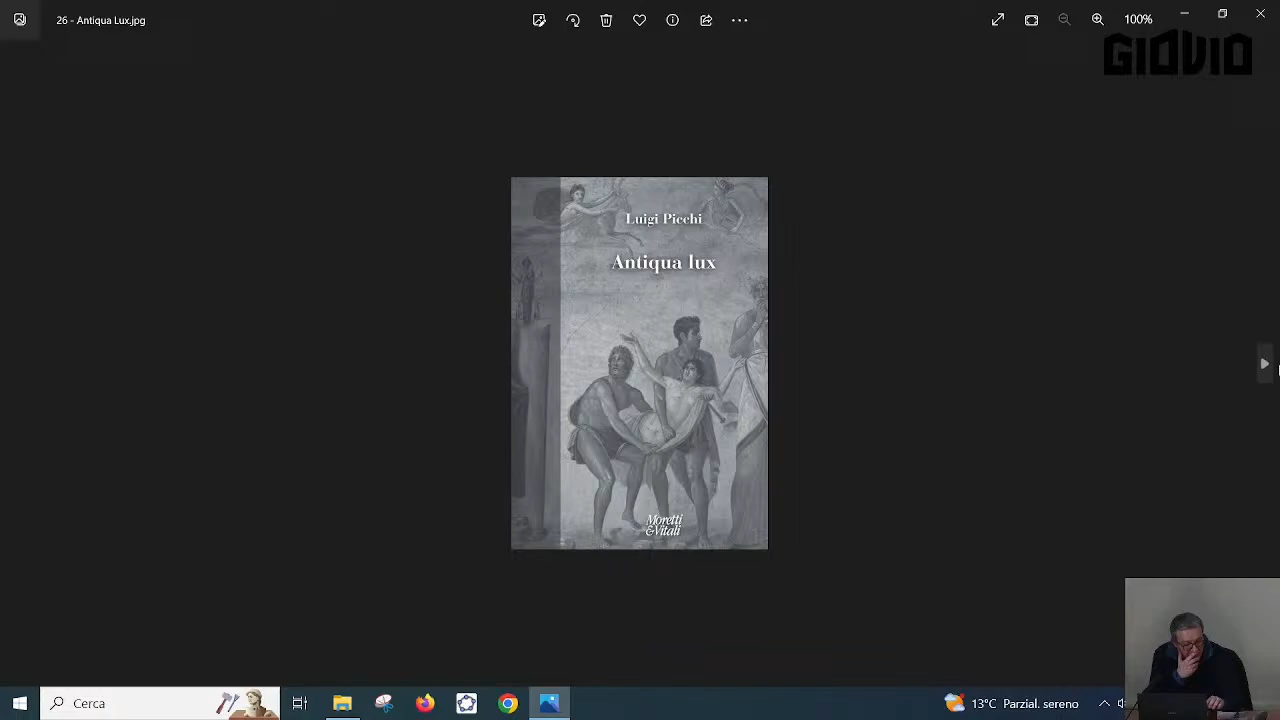 26 - Antiqua Lux.jpg
100%
GIOVIO
Luigi Picchi
Antiqua lux
Moretti
&Vitali
Cerca
13°C Parzial. sereno